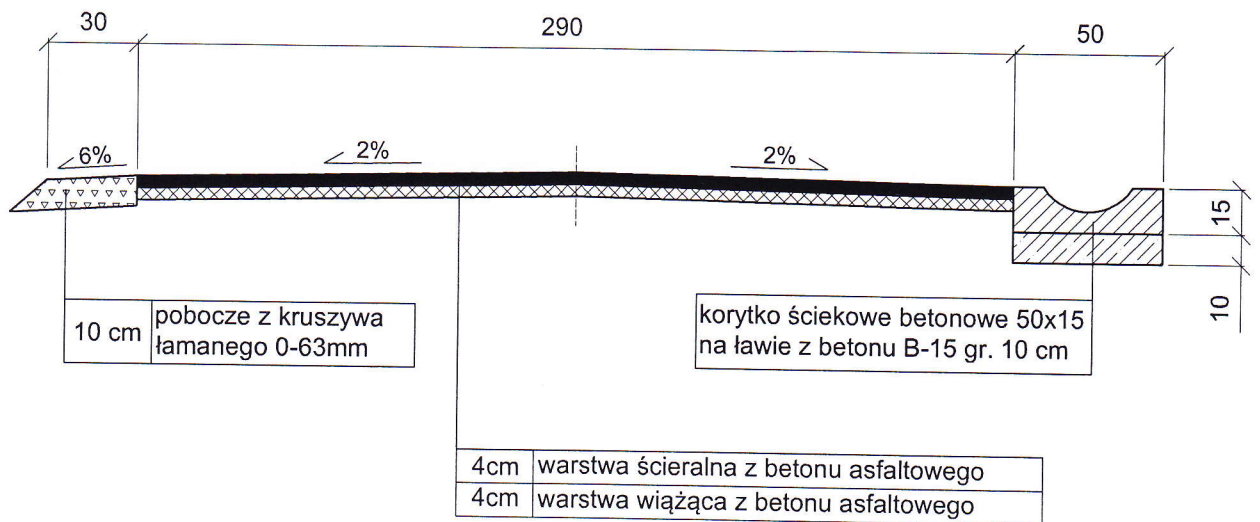 30
290
50
6%
2%
2%
15
10
10 cm
pobocze z kruszywa
łamanego 0-63mm
korytko ściekowe betonowe 50x15
na ławie z betonu B-15 gr. 10 cm
4cm warstwa ścieralna z betonu asfaltowego
4cm warstwa wiążąca z betonu asfaltowego